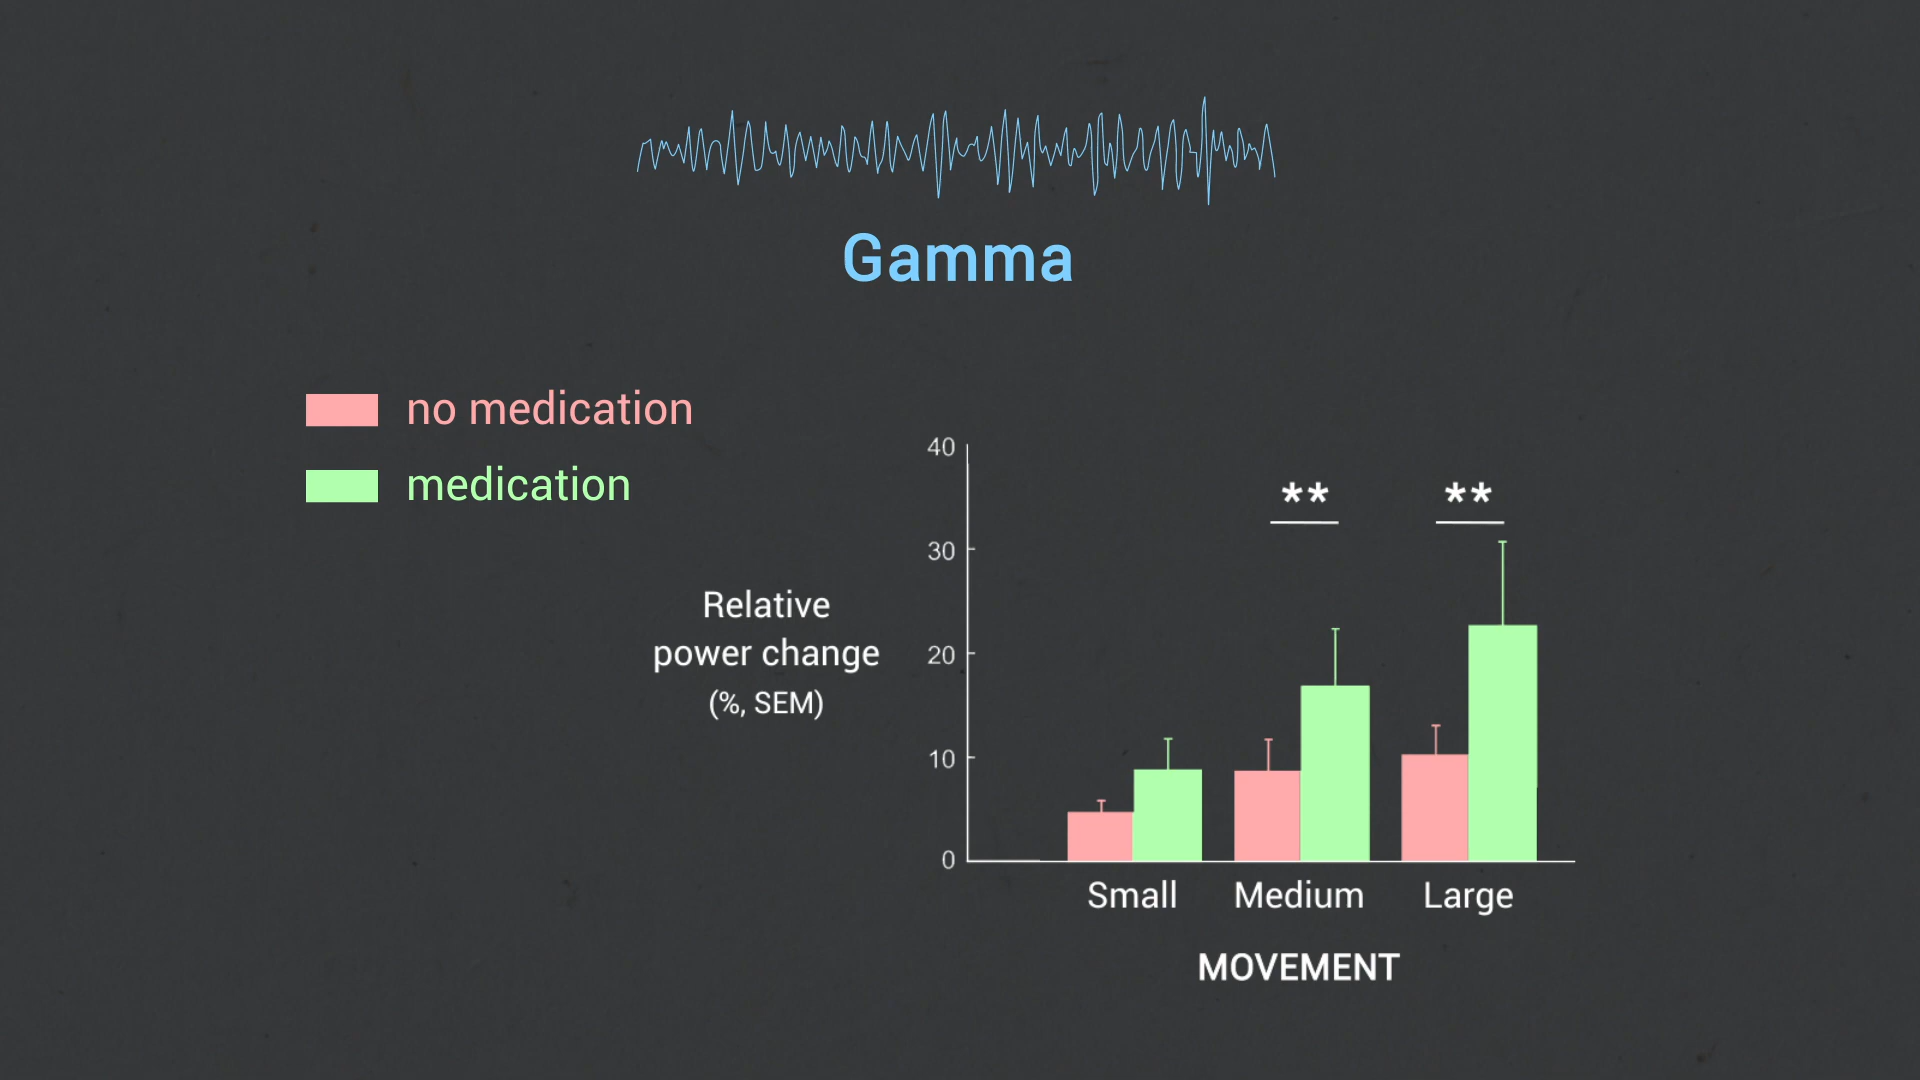 Gamma
no medication
medication
40
30
20
10
0
Relative
power change
(%, SEM)
**
**
Small
Medium
Large
MOVEMENT